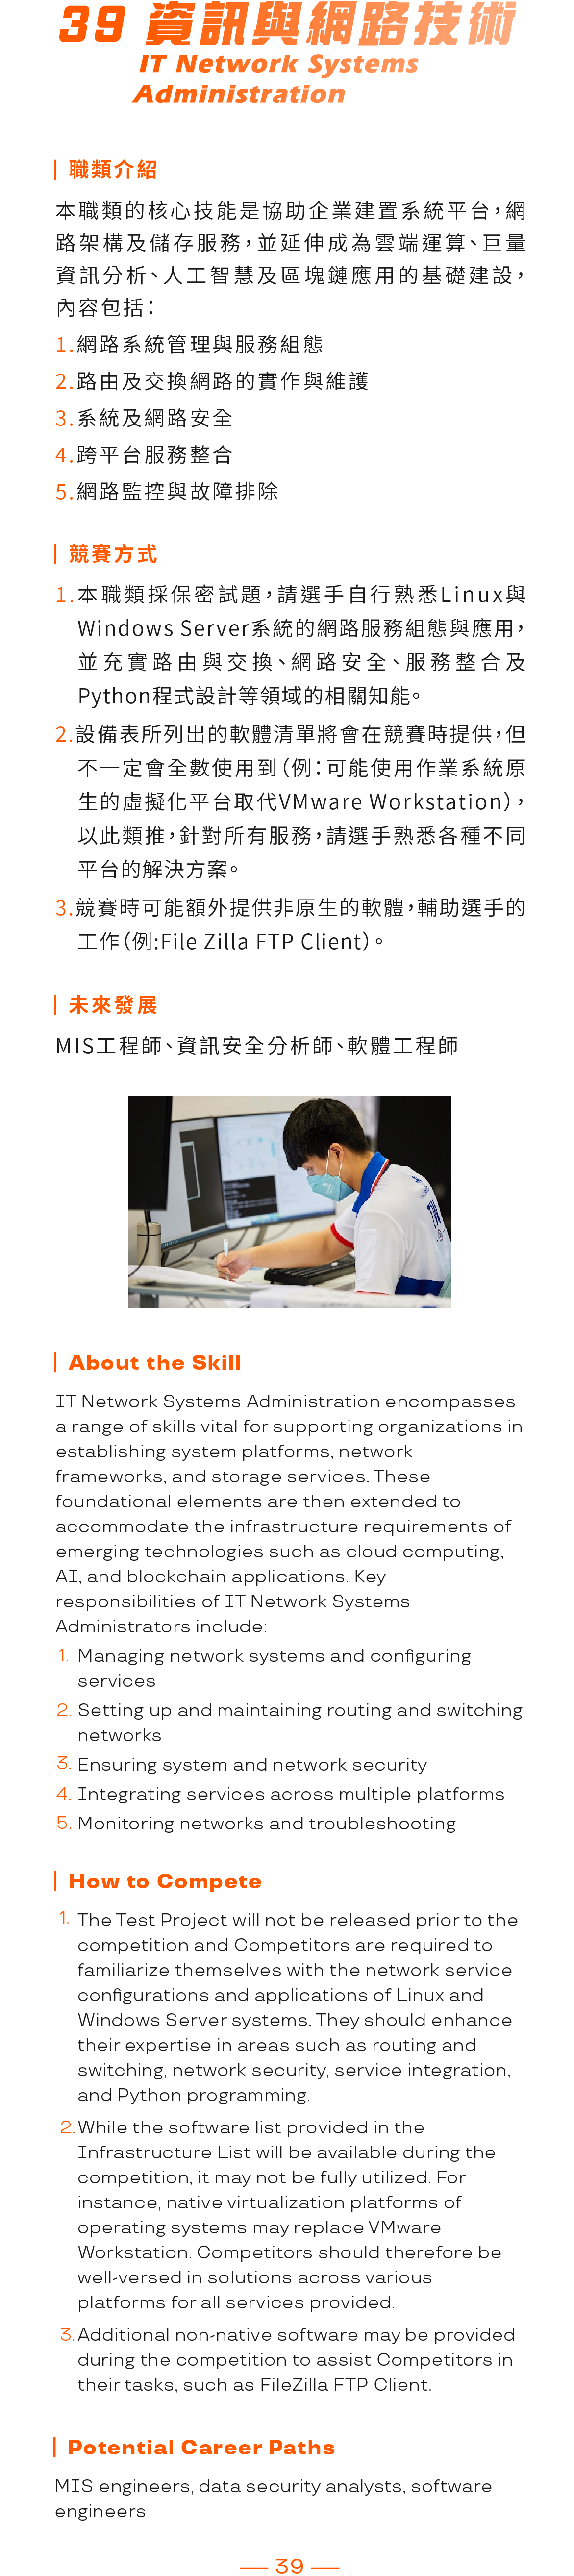 39 資訊與網路技術
IT Network Systems
Administration
職類介紹
本職類的核心技能是協助企業建置系統平台，網
路架構及儲存服務，並延伸成為雲端運算、巨量
資訊分析、人工智慧及區塊鏈應用的基礎建設，
內容包括：
1.網路系統管理與服務組態
2.路由及交換網路的實作與維護
3.系統及網路安全
4.跨平台服務整合
5.網路監控與故障排除
競賽方式
1.本職類採保密試題，請選手自行熟悉Linux與
Windows Server系統的網路服務組態與應用，
並充實路由與交換、網路安全、服務整合及
Python程式設計等領域的相關知能。
2.設備表所列出的軟體清單將會在競賽時提供，但
不一定會全數使用到（例：可能使用作業系統原
生的虛擬化平台取代VMware Workstation），
以此類推，針對所有服務，請選手熟悉各種不同
平台的解決方案。
3.競賽時可能額外提供非原生的軟體，輔助選手的
工作（例:File Zilla FTP Client）。
未來發展
MIS工程師、資訊安全分析師、軟體工程師
About the Skill
IT Network Systems Administration encompasses
a range of skills vital for supporting organizations in
establishing system platforms, network
frameworks, and storage services. These
foundational elements are then extended to
accommodate the infrastructure requirements of
emerging technologies such as cloud computing,
AI, and blockchain applications. Key
responsibilities of IT Network Systems
Administrators include:
1. Managing network systems and configuring
services
2. Setting up and maintaining routing and switching
networks
3. Ensuring system and network security
4. Integrating services across multiple platforms
5. Monitoring networks and troubleshooting
How to Compete
1. The Test Project will not be released prior to the
competition and Competitors are required to
familiarize themselves with the network service
configurations and applications of Linux and
Windows Server systems. They should enhance
their expertise in areas such as routing and
switching, network security, service integration,
and Python programming.
2. While the software list provided in the
Infrastructure List will be available during the
competition, it may not be fully utilized. For
instance, native virtualization platforms of
operating systems may replace VMware
Workstation. Competitors should therefore be
well-versed in solutions across various
platforms for all services provided.
3. Additional non-native software may be provided
during the competition to assist Competitors in
their tasks, such as FileZilla FTP Client.
Potential Career Paths
MIS engineers, data security analysts, software
engineers
39